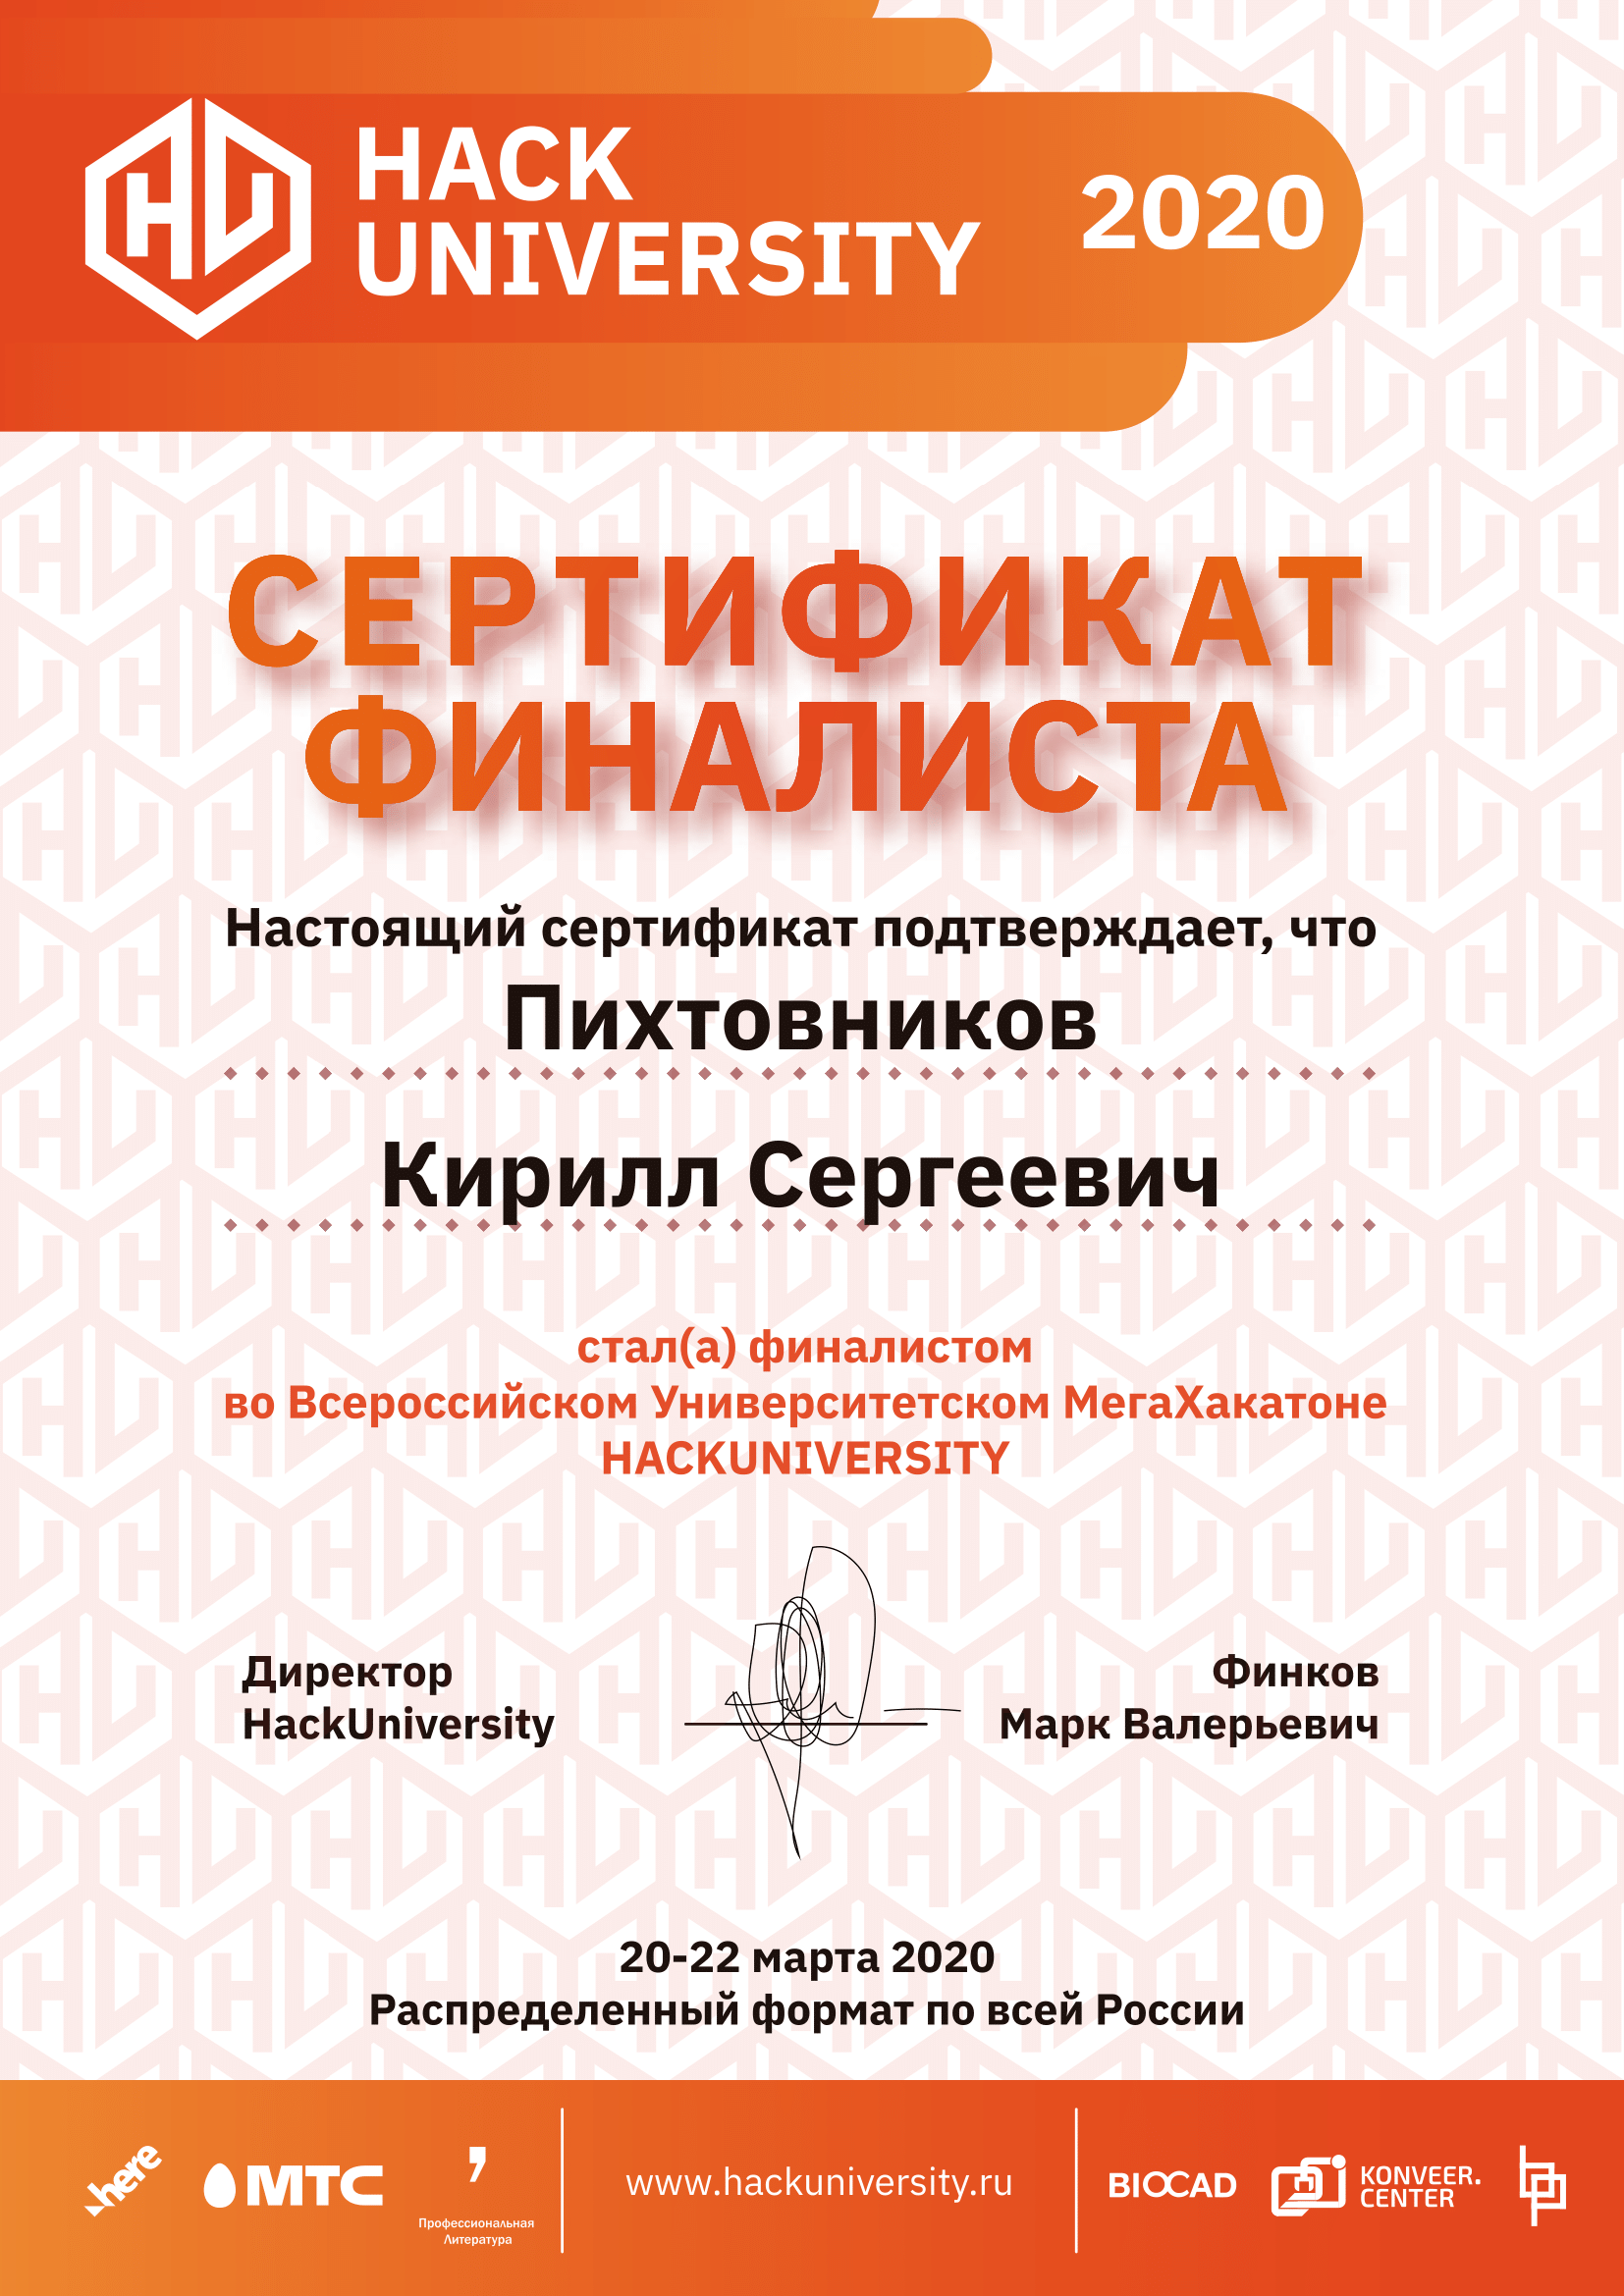 HACK
UNIVERSITY
2020
СЕРТИФИКАТ
ФИНАЛИСТА
Настоящий сертификат подтверждает, что
Пихтовников
Кирилл Сергеевич
стал(а) финалистом
во Всероссийском Университетском МегаХакатоне
HACKUNIVERSITY
Директор
HackUniversity
Финков
Марк Валерьевич
20-22 марта 2020
Распределенный формат по всей России
here
МТС
Профессиональная
Литература
www.hackuniversity.ru
BIOCAD
KONVEER.
CENTER